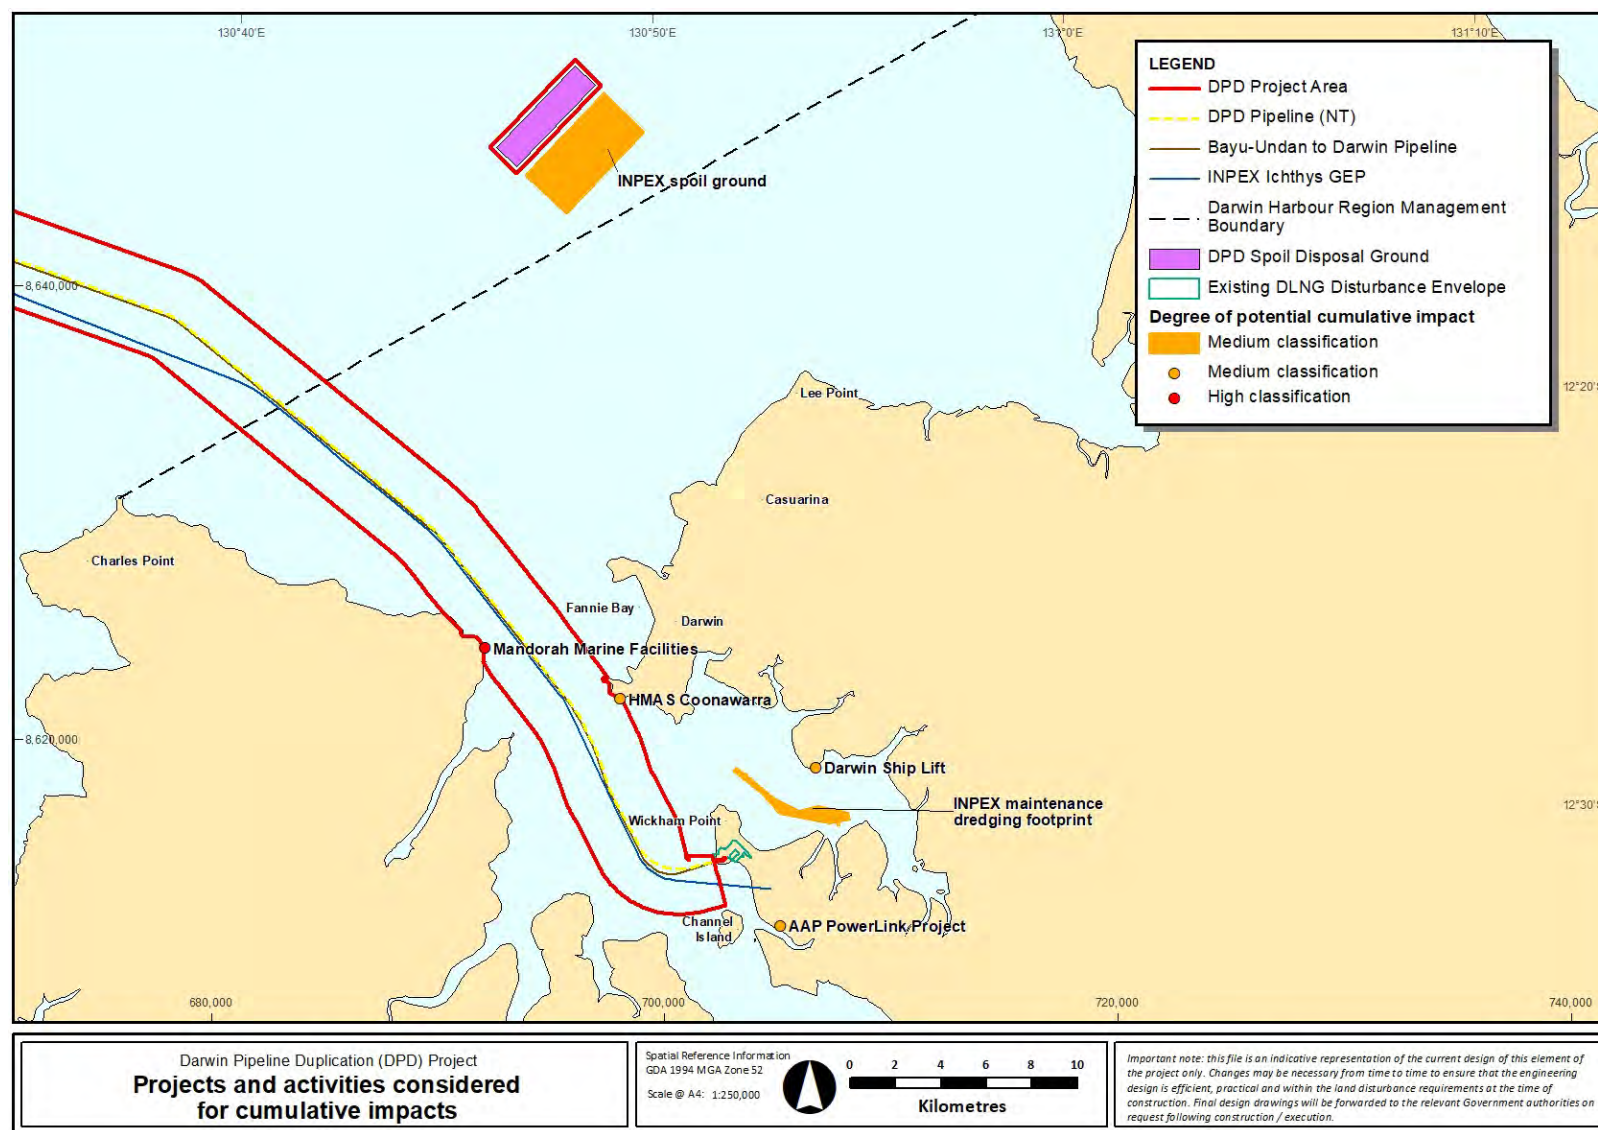 130°40'E
130°50'E
131°0'E
131°10'E
LEGEND
DPD Project Area
DPD Pipeline (NT)
Bayu-Undan to Darwin Pipeline
INPEX Ichthys GEP
Darwin Harbour Region Management
Boundary
DPD Spoil Disposal Ground
Existing DLNG Disturbance Envelope
Degree of potential cumulative impact
Medium classification
Medium classification
High classification
INPEX spoil ground
8,640,000
12°20'S
Lee Point
Casuarina
Charles Point
Fannie Bay
Darwin
Mandorah Marine Facilities
HMAS Coonawarra
8,620,000
Darwin Ship Lift
INPEX maintenance
dredging footprint
12°30'S
Wickham Point
Channel
Island
AAP PowerLink Project
680,000
700,000
720,000
740,000
Darwin Pipeline Duplication (DPD) Project
Projects and activities considered
for cumulative impacts
Spatial Reference Information
GDA 1994 MGA Zone 52
Scale @ A4: 1:250,000
0 2 4 6 8 10
Kilometres
Important note: this file is an indicative representation of the current design of this element of
the project only. Changes may be necessary from time to time to ensure that the engineering
design is efficient, practical and within the land disturbance requirements at the time of
construction. Final design drawings will be forwarded to the relevant Government authorities on
request following construction / execution.